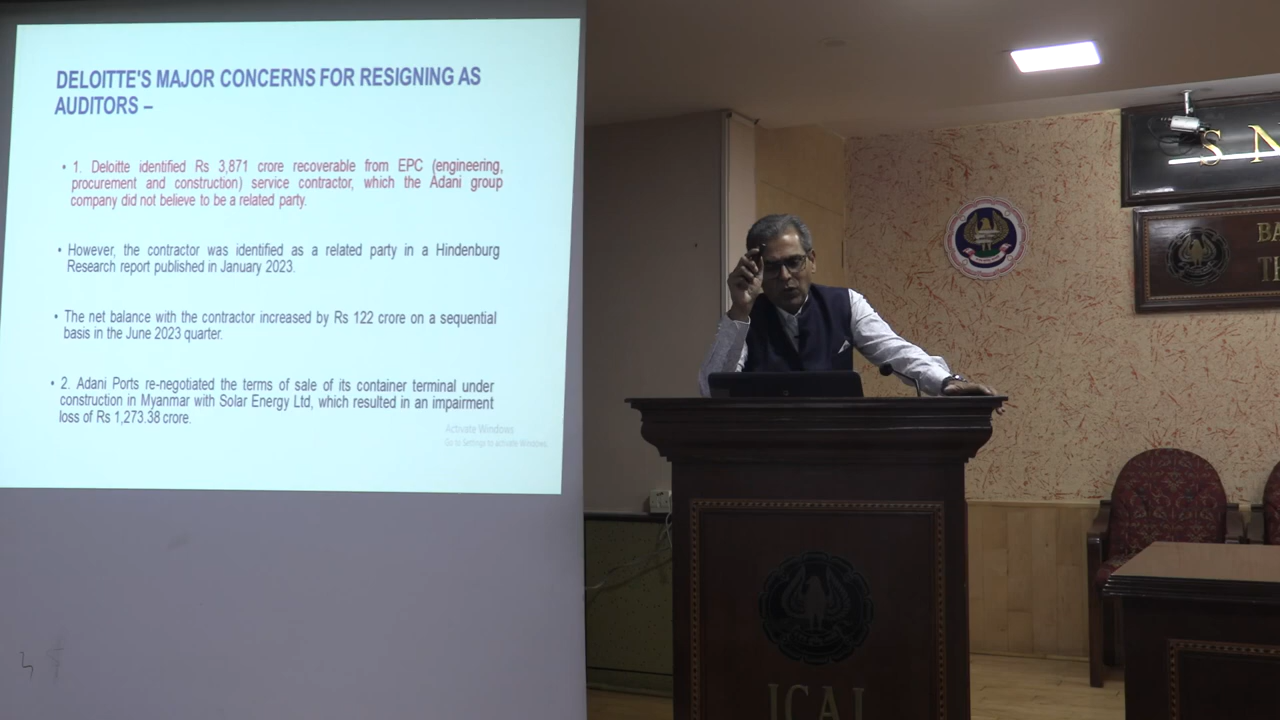 DELOITTE'S MAJOR CONCERNS FOR RESIGNING AS
AUDITORS –
• 1. Deloitte identified Rs 3,871 crore recoverable from EPC (engineering,
procurement and construction) service contractor, which the Adani group
company did not believe to be a related party.
• However, the contractor was identified as a related party in a Hindenburg
Research report published in January 2023.
• The net balance with the contractor increased by Rs 122 crore on a sequential
basis in the June 2023 quarter.
• 2. Adani Ports re-negotiated the terms of sale of its container terminal under
construction in Myanmar with Solar Energy Ltd, which resulted in an impairment
loss of Rs 1,273.38 crore.
Activate Windows
Go to Settings to activate Windows.
S N
BA
ICAI